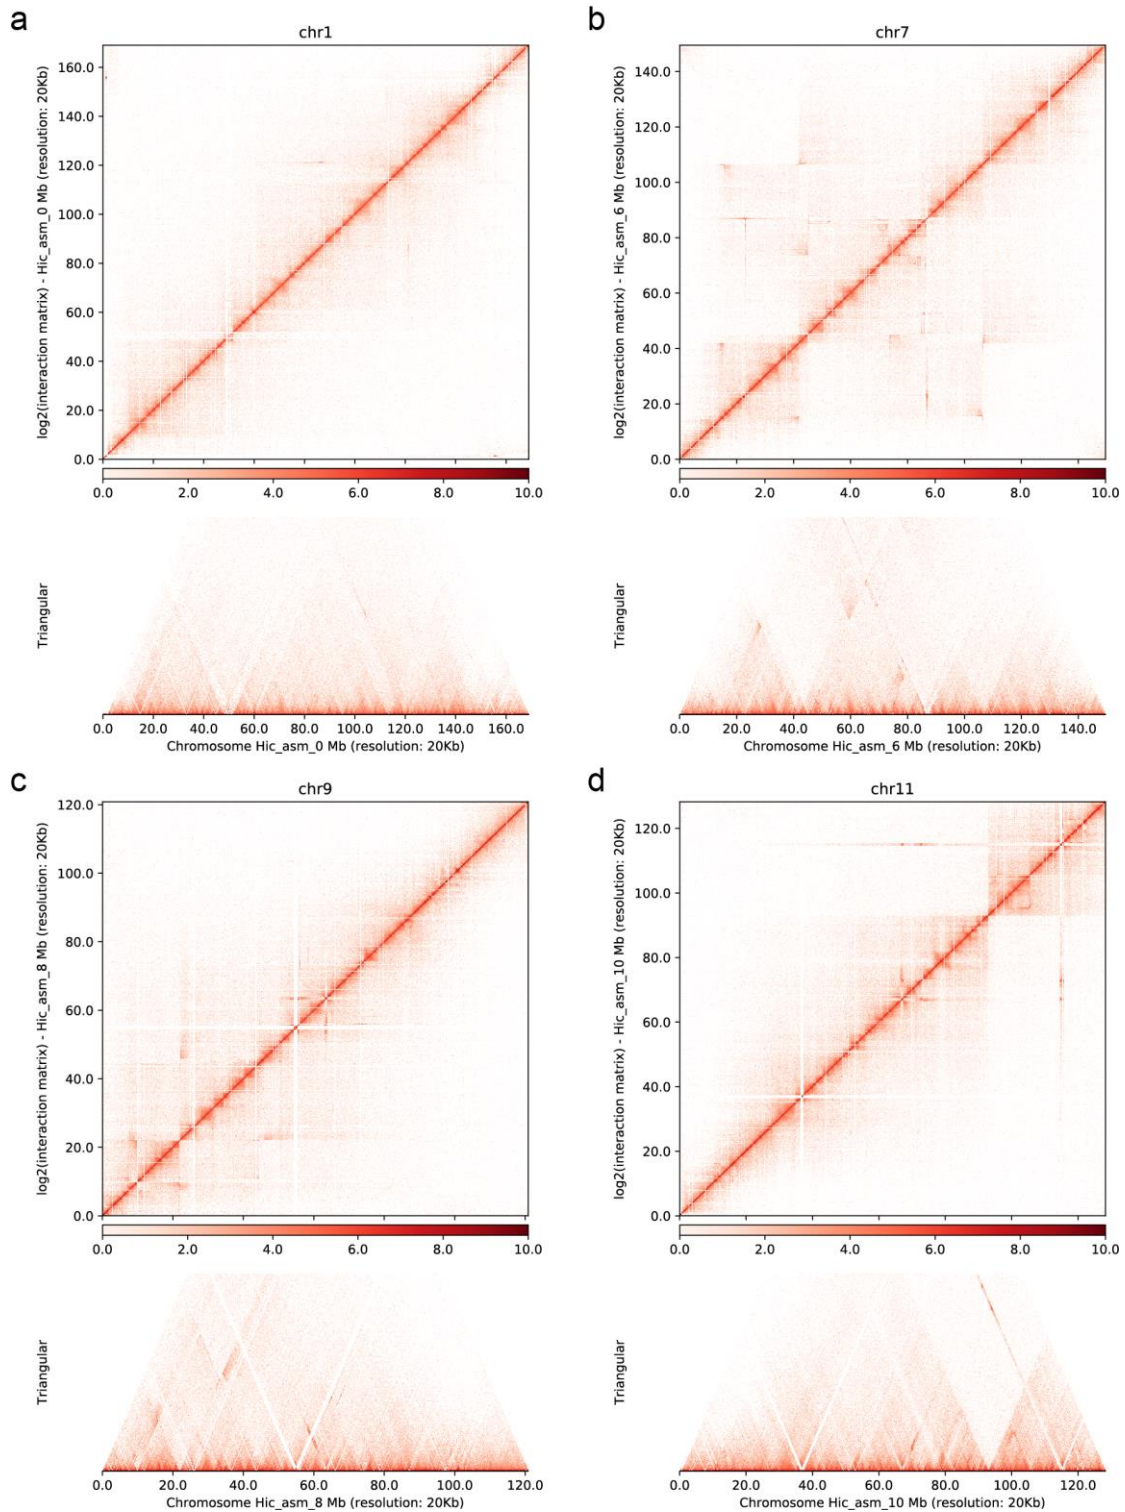 a
chr1
log2(interaction matrix) - Hic_asm_0 Mb (resolution: 20Kb)
160.0
140.0
120.0
100.0
80.0
60.0
40.0
20.0
0.0
0.0 2.0 4.0 6.0 8.0 10.0
Triangular
0.0 20.0 40.0 60.0 80.0 100.0 120.0 140.0 160.0
Chromosome Hic_asm_0 Mb (resolution: 20Kb)
b
chr7
log2(interaction matrix) - Hic_asm_6 Mb (resolution: 20Kb)
140.0
120.0
100.0
80.0
60.0
40.0
20.0
0.0
0.0 2.0 4.0 6.0 8.0 10.0
Triangular
0.0 20.0 40.0 60.0 80.0 100.0 120.0 140.0
Chromosome Hic_asm_6 Mb (resolution: 20Kb)
c
chr9
log2(interaction matrix) - Hic_asm_8 Mb (resolution: 20Kb)
120.0
100.0
80.0
60.0
40.0
20.0
0.0
0.0 2.0 4.0 6.0 8.0 10.0
Triangular
0.0 20.0 40.0 60.0 80.0 100.0 120.0
Chromosome Hic_asm_8 Mb (resolution: 20Kb)
d
chr11
log2(interaction matrix) - Hic_asm_10 Mb (resolution: 20Kb)
120.0
100.0
80.0
60.0
40.0
20.0
0.0
0.0 2.0 4.0 6.0 8.0 10.0
Triangular
0.0 20.0 40.0 60.0 80.0 100.0 120.0
Chromosome Hic_asm_10 Mb (resolution: 20Kb)